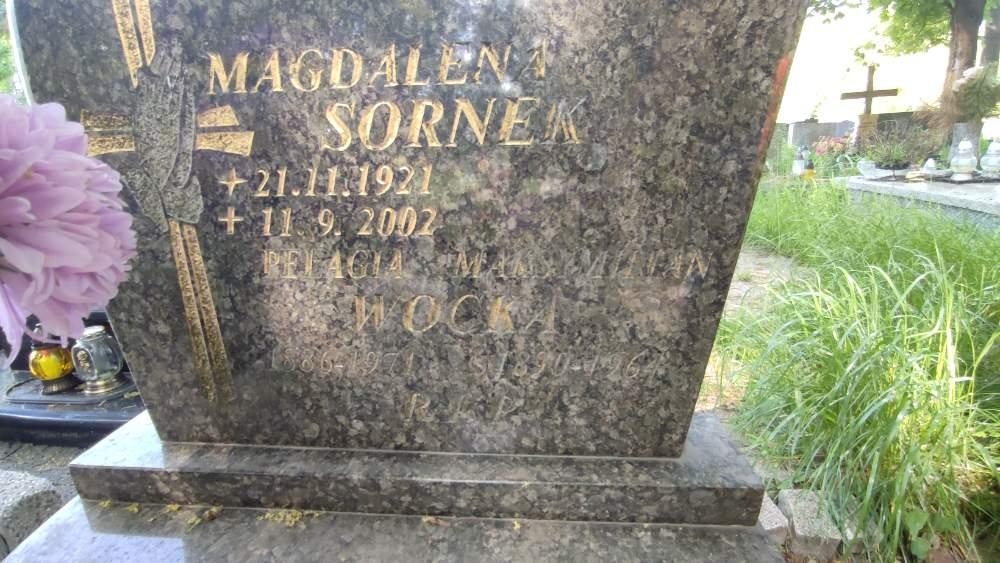 MAGDALENA
SORNEK
21.11.1921
11.9.2002
PELAGIA MAKSYMILIAN
WOCKA
1886-1971
R.I.P.